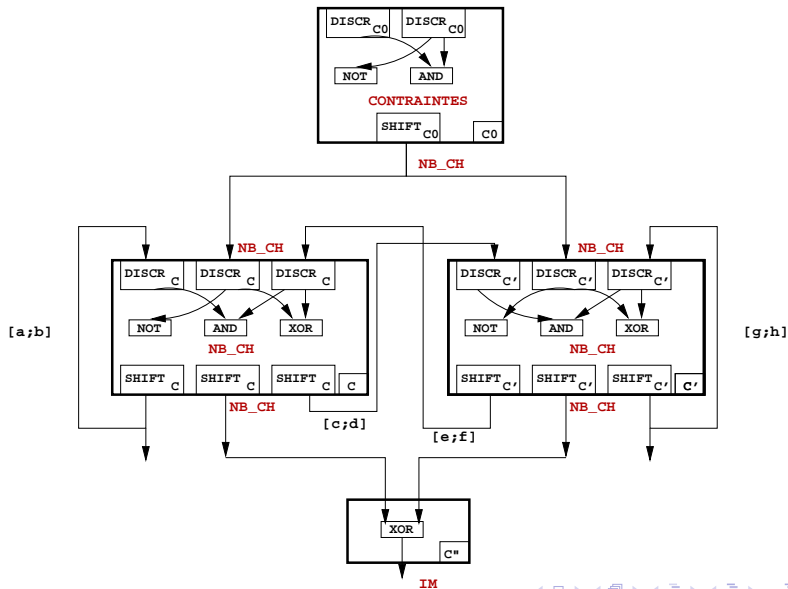 DISCR C0 DISCR C0
NOT AND
CONTRAINTES
SHIFT C0 C0
NB_CH
NB_CH NB_CH
DISCR C DISCR C DISCR C DISCR C' DISCR C' DISCR C'
[a;b] NOT AND XOR NOT AND XOR [g;h]
NB_CH NB_CH
SHIFT C SHIFT C SHIFT C C SHIFT C' SHIFT C' SHIFT C' C'
NB_CH NB_CH
[c;d] [e;f]
XOR
C"
IM